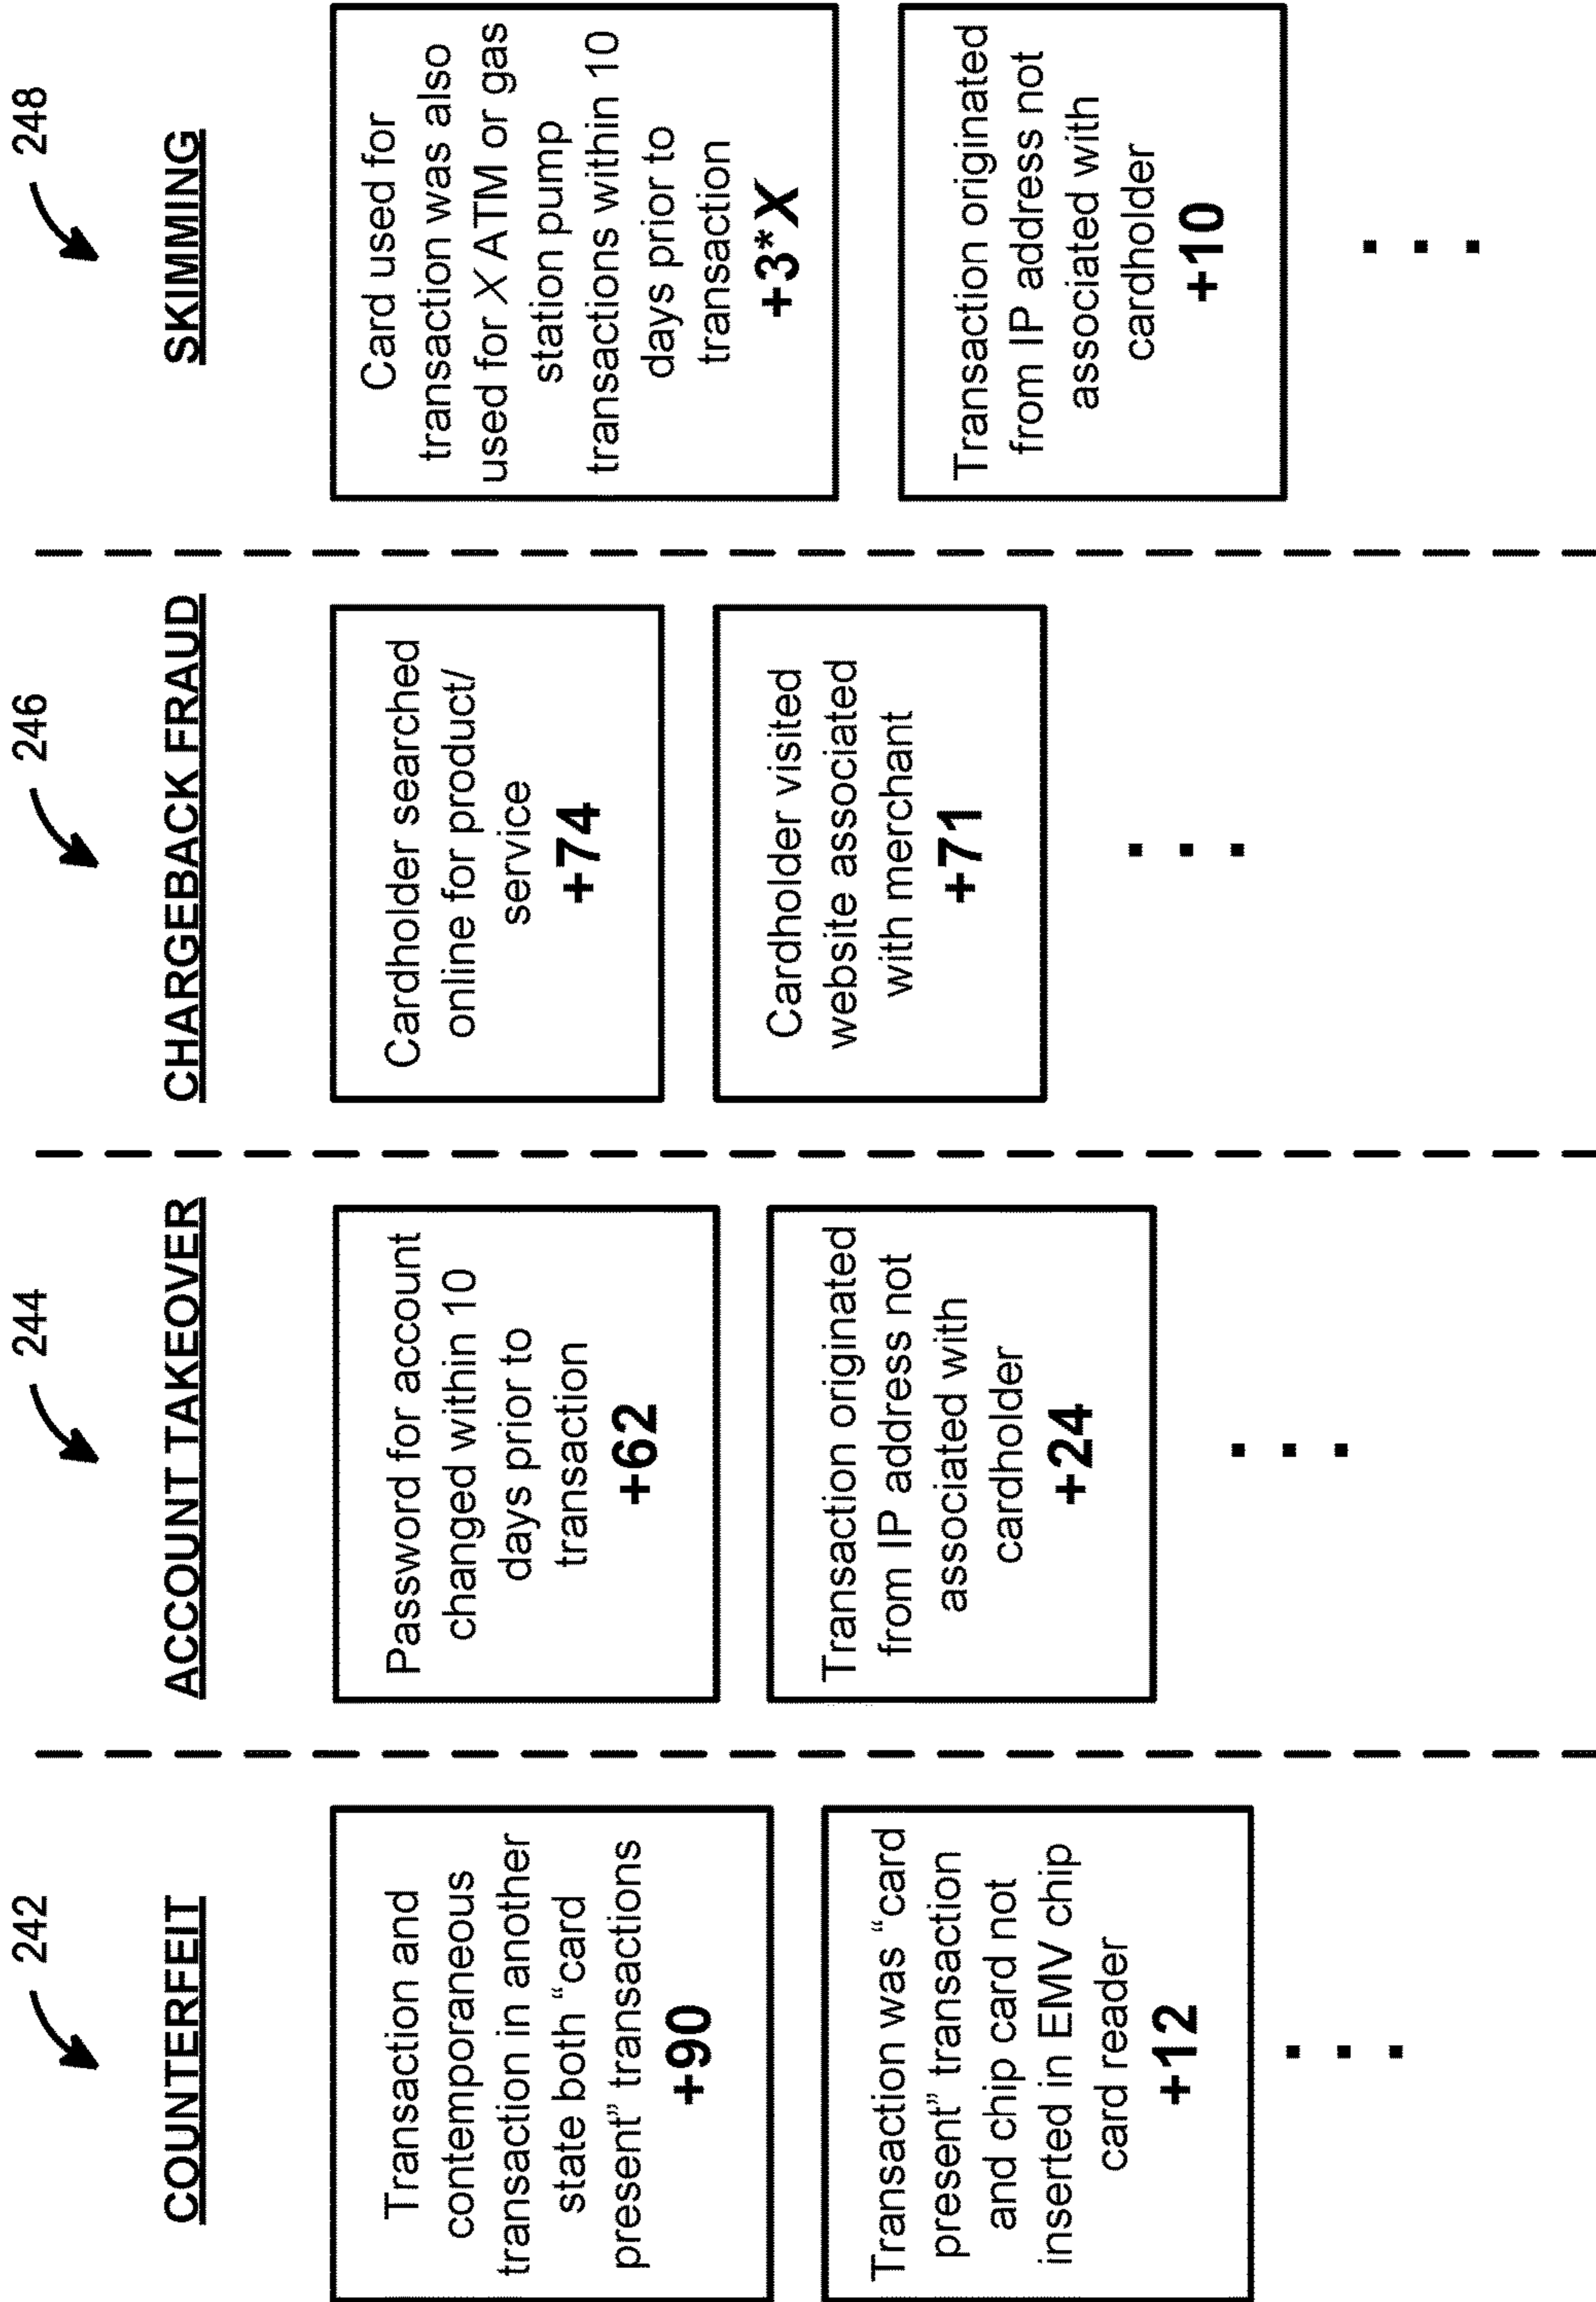 242
COUNTERFEIT
Transaction and
contemporaneous
transaction in another
state both “card
present” transactions
+90
Transaction was “card
present” transaction
and chip card not
inserted in EMV chip
card reader
+12
244
ACCOUNT TAKEOVER
Password for account
changed within 10
days prior to
transaction
+62
Transaction originated
from IP address not
associated with
cardholder
+24
246
CHARGEBACK FRAUD
Cardholder searched
online for product/
service
+74
Cardholder visited
website associated
with merchant
+71
248
SKIMMING
Card used for
transaction was also
used for X ATM or gas
station pump
transactions within 10
days prior to
transaction
+3*X
Transaction originated
from IP address not
associated with
cardholder
+10